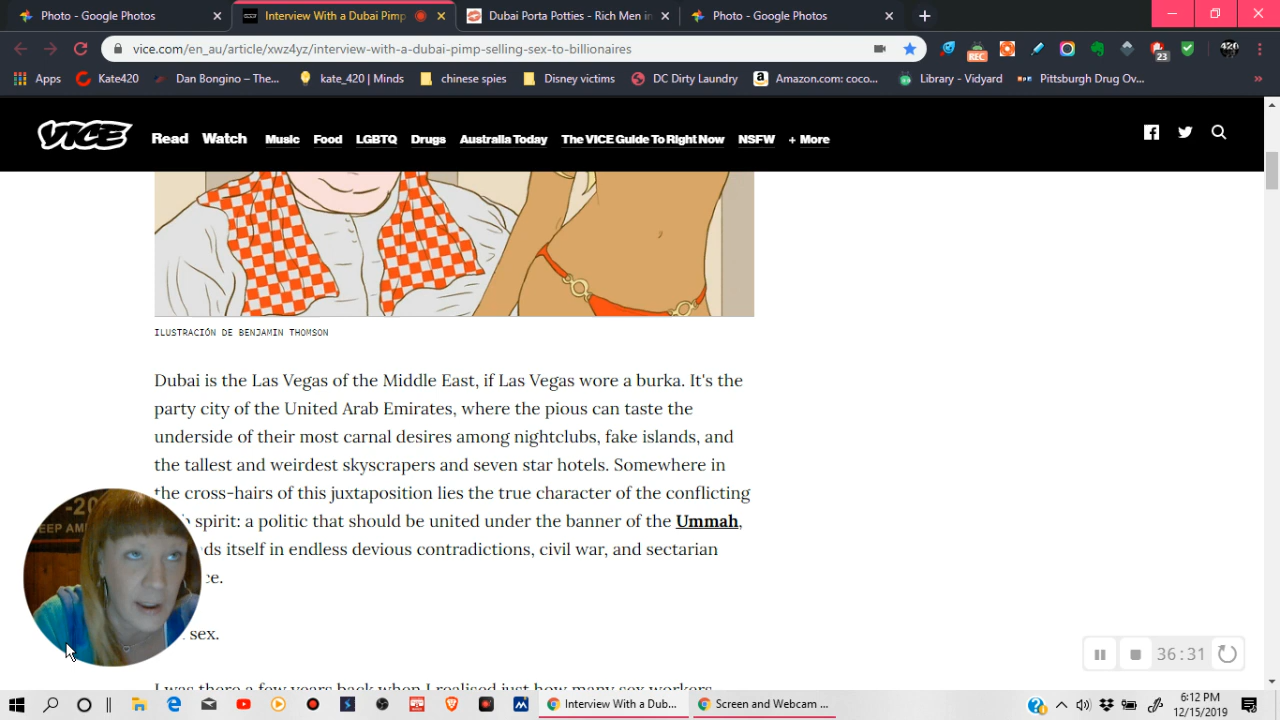 Photo - Google Photos
Interview With a Dubai Pimp
Dubai Porta Potties - Rich Men in
Photo - Google Photos
vice.com/en_au/article/xwz4yz/interview-with-a-dubai-pimp-selling-sex-to-billionaires
REC
23
420
Apps
Kate420
Dan Bongino – The...
kate_420 | Minds
chinese spies
Disney victims
DC Dirty Laundry
Amazon.com: coco...
Library - Vidyard
Pittsburgh Drug Ov...
VICE
Read
Watch
Music
Food
LGBTQ
Drugs
Australia Today
The VICE Guide To Right Now
NSFW
+ More
ILUSTRACIÓN DE BENJAMIN THOMSON
Dubai is the Las Vegas of the Middle East, if Las Vegas wore a burka. It's the
party city of the United Arab Emirates, where the pious can taste the
underside of their most carnal desires among nightclubs, fake islands, and
the tallest and weirdest skyscrapers and seven star hotels. Somewhere in
the cross-hairs of this juxtaposition lies the true character of the conflicting
spirit: a politic that should be united under the banner of the Ummah,
itself in endless devious contradictions, civil war, and sectarian
ce.
sex.
I was there a few years back when I realised just how many sex workers
-20
EEP AM
36:31
Interview With a Dub...
Screen and Webcam ...
6:12 PM
12/15/2019